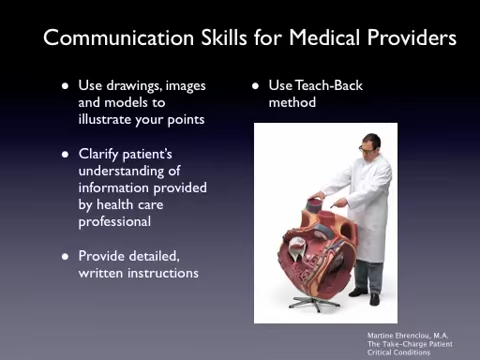 Communication Skills for Medical Providers
• Use drawings, images
and models to
illustrate your points
• Clarify patient's
understanding of
information provided
by health care
professional
• Provide detailed,
written instructions
• Use Teach-Back
method
Martine Ehrenclou, M.A.
The Take-Charge Patient
Critical Conditions